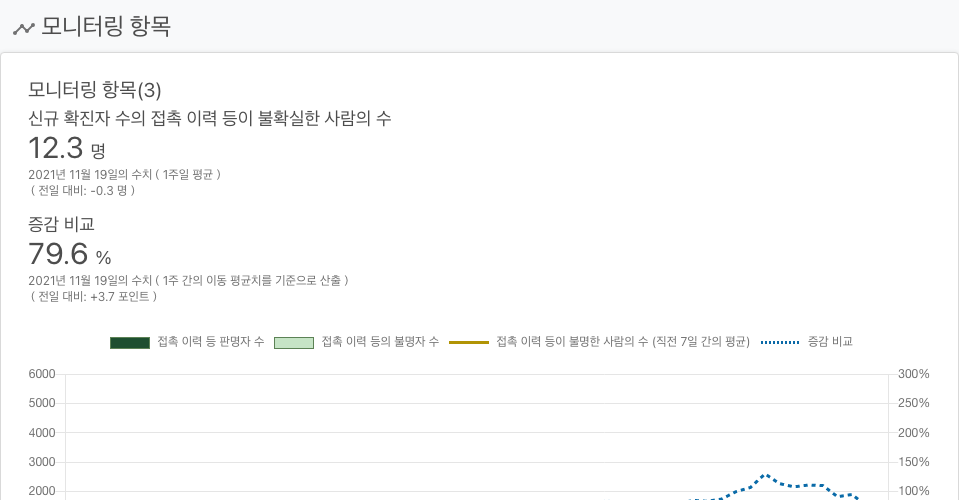 모니터링 항목
모니터링 항목(3)
신규 확진자 수의 접촉 이력 등이 불확실한 사람의 수
12.3 명
2021년 11월 19일의 수치 ( 1주일 평균 )
( 전일 대비: -0.3 명 )
증감 비교
79.6 %
2021년 11월 19일의 수치 ( 1주 간의 이동 평균치를 기준으로 산출 )
( 전일 대비: +3.7 포인트 )
접촉 이력 등 판명자 수 접촉 이력 등의 불명자 수 접촉 이력 등이 불명한 사람의 수 (직전 7일 간의 평균) 증감 비교
6000 300%
5000 250%
4000 200%
3000 150%
2000 100%